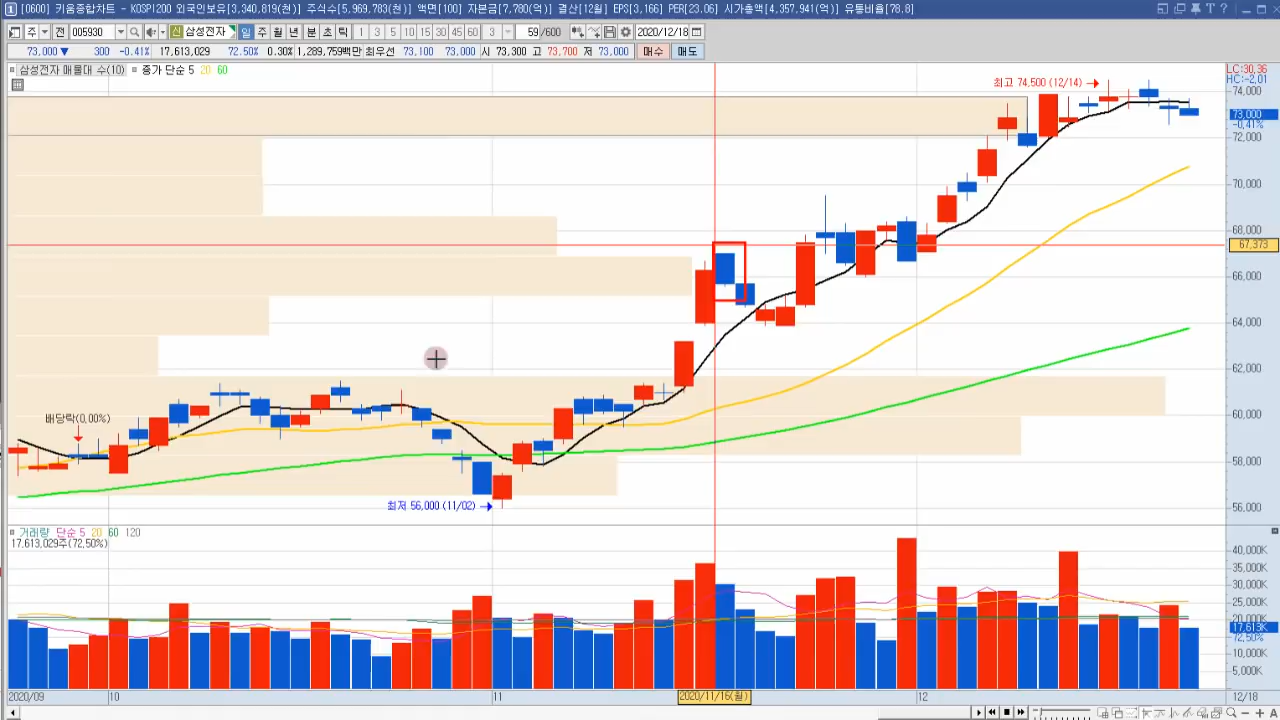 [0600] 키움종합차트 - KOSPI200 외국인보유[3,340,819(천)] 주식수[5,969,783(천)] 액면[100] 자본금[7,780(억)] 결산[12월] EPS[3,166] PER[23.06] 시가총액[4,357,941(억)] 유동비율[78.8]
주 005930 신 삼성전자 일 주 월 년 분 초 틱 1 3 5 10 15 30 45 60 3 59 /600 2020/12/18
73,000 ▼ 300 -0.41% 17,613,029 72.50% 0.30% 1,289,759백만 최우선 73,100 73,000 시 73,300 고 73,700 저 73,000 매수 매도
삼성전자 매물대 수(10) 종가 단순 5 20 60
LC:30.36
HC:-2.01
최고 74,500 (12/14)
74,000
73,000
-0.41%
72,000
70,000
68,000
67,373
66,000
64,000
62,000
배당락(0.00%)
60,000
58,000
최저 56,000 (11/02)
56,000
거래량 단순 5 20 60 120
17,613,029주(72.50%)
40,000K
35,000K
30,000K
25,000K
20,000K
17,613K
72.50%
10,000K
5,000K
2020/09 10 11 2020/11/16(월) 12 12/18